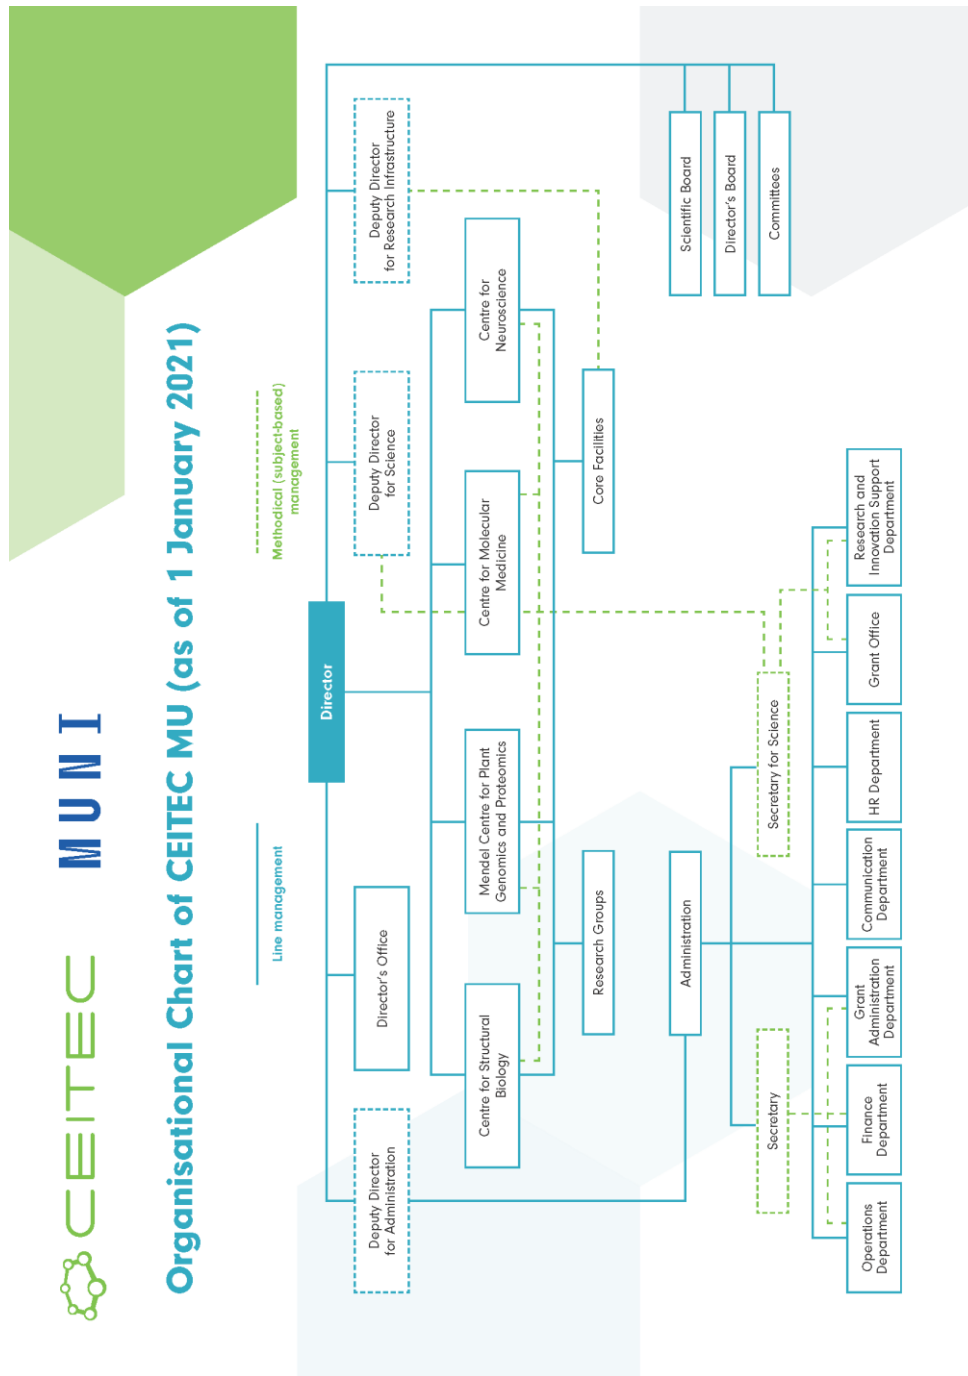 CEITEC
MUNI
Organisational Chart of CEITEC MU (as of 1 January 2021)
Line management
Methodical (subject-based)
management
Director
Deputy Director
for Administration
Director's Office
Deputy Director
for Science
Deputy Director
for Research Infrastructure
Centre for Structural
Biology
Mendel Centre for Plant
Genomics and Proteomics
Centre for Molecular
Medicine
Centre for
Neuroscience
Research Groups
Core Facilities
Administration
Scientific Board
Director's Board
Committees
Secretary
Secretary for Science
Operations
Department
Finance
Department
Grant
Administration
Department
Communication
Department
HR Department
Grant Office
Research and
Innovation Support
Department